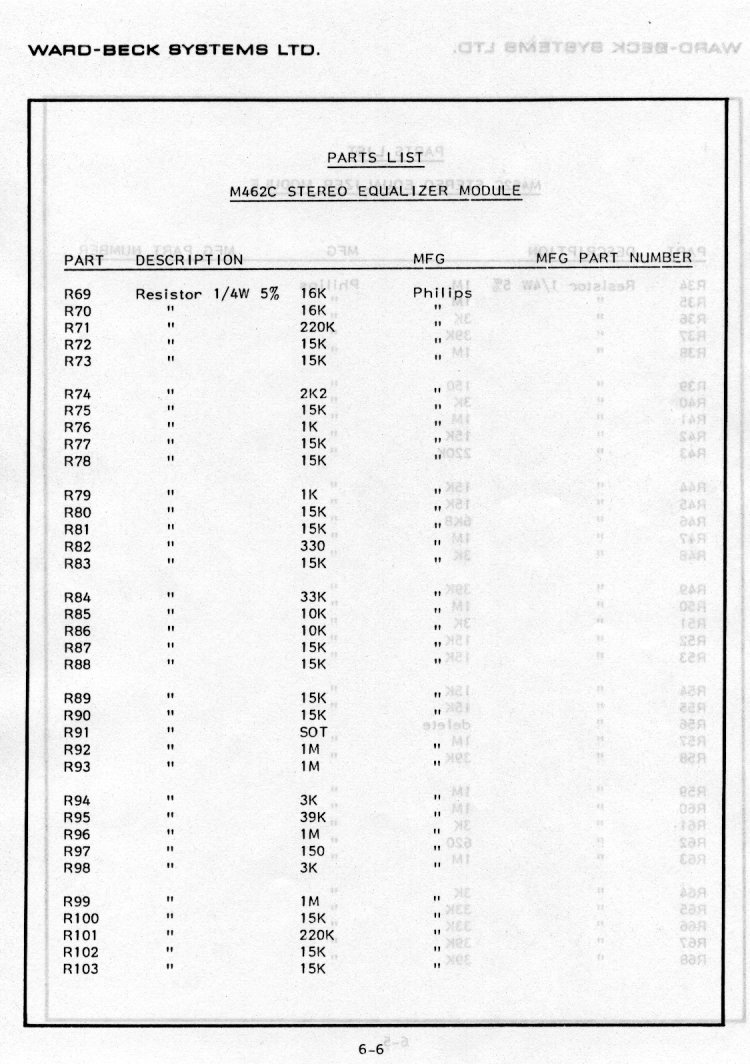 WARD-BECK SYSTEMS LTD.
PARTS LIST
M462C STEREO EQUALIZER MODULE
PART DESCRIPTION MFG MFG PART NUMBER
R69 Resistor 1/4W 5% 16K Philips
R70 " 16K "
R71 " 220K "
R72 " 15K "
R73 " 15K "
R74 " 2K2 "
R75 " 15K "
R76 " 1K "
R77 " 15K "
R78 " 15K "
R79 " 1K "
R80 " 15K "
R81 " 15K "
R82 " 330 "
R83 " 15K "
R84 " 33K "
R85 " 10K "
R86 " 10K "
R87 " 15K "
R88 " 15K "
R89 " 15K "
R90 " 15K "
R91 " SOT
R92 " 1M "
R93 " 1M "
R94 " 3K "
R95 " 39K "
R96 " 1M "
R97 " 150 "
R98 " 3K "
R99 " 1M "
R100 " 15K "
R101 " 220K "
R102 " 15K "
R103 " 15K "
6-6